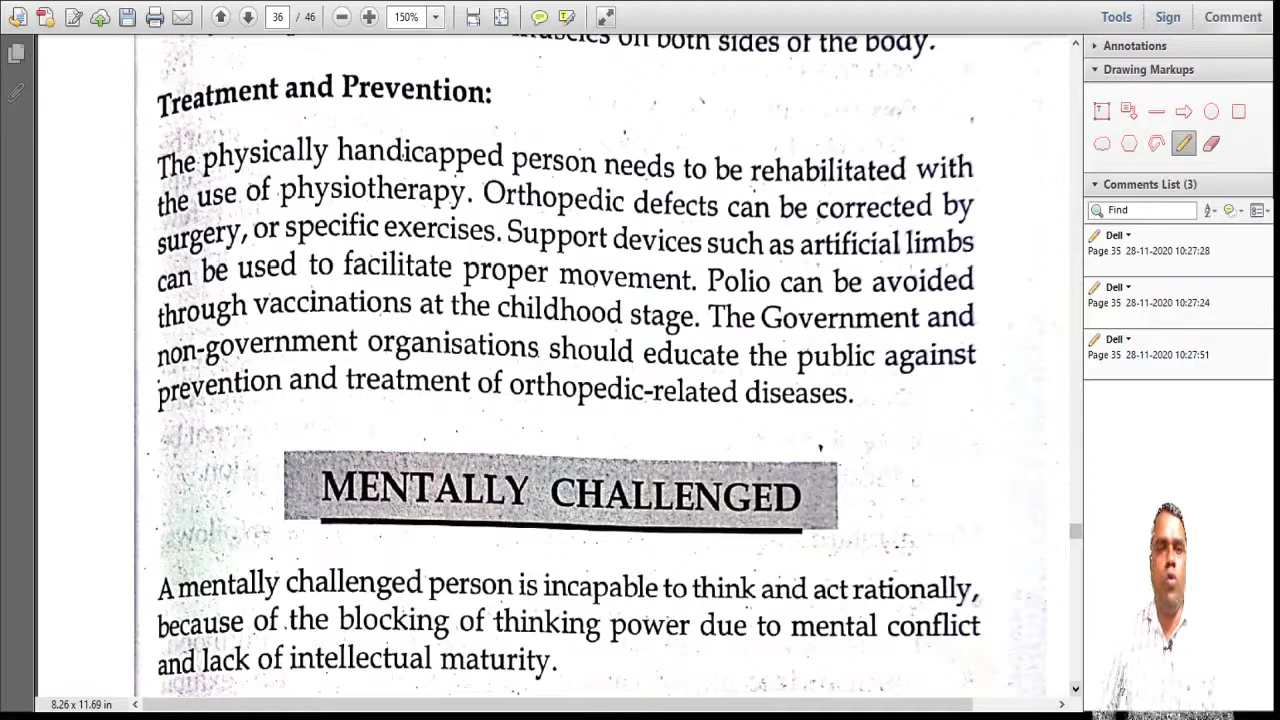 36 / 46
150%
Tools
Sign
Comment
muscles on both sides of the body.
Treatment and Prevention:
The physically handicapped person needs to be rehabilitated with
the use of physiotherapy. Orthopedic defects can be corrected by
surgery, or specific exercises. Support devices such as artificial limbs
can be used to facilitate proper movement. Polio can be avoided
through vaccinations at the childhood stage. The Government and
non-government organisations should educate the public against
prevention and treatment of orthopedic-related diseases.
MENTALLY CHALLENGED
A mentally challenged person is incapable to think and act rationally,
because of the blocking of thinking power due to mental conflict
and lack of intellectual maturity.
8.26 x 11.69 in
Annotations
Drawing Markups
T
Comments List (3)
Find
Dell
Page 35 28-11-2020 10:27:28
Dell
Page 35 28-11-2020 10:27:24
Dell
Page 35 28-11-2020 10:27:51